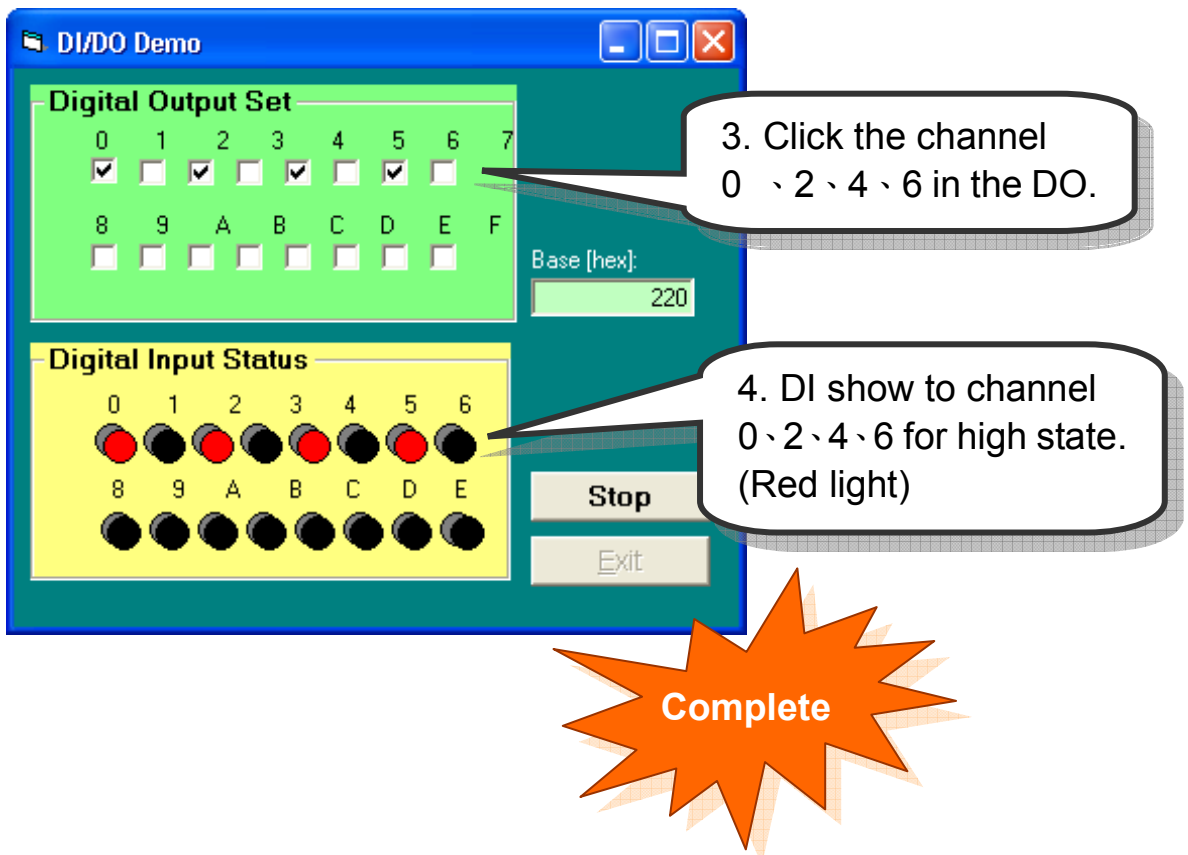 DI/DO Demo
Digital Output Set
0 1 2 3 4 5 6 7
8 9 A B C D E F
Base [hex]:
220
3. Click the channel
0 、2、4、6 in the DO.
Digital Input Status
0 1 2 3 4 5 6
8 9 A B C D E
4. DI show to channel
0、2、4、6 for high state.
(Red light)
Stop
Exit
Complete